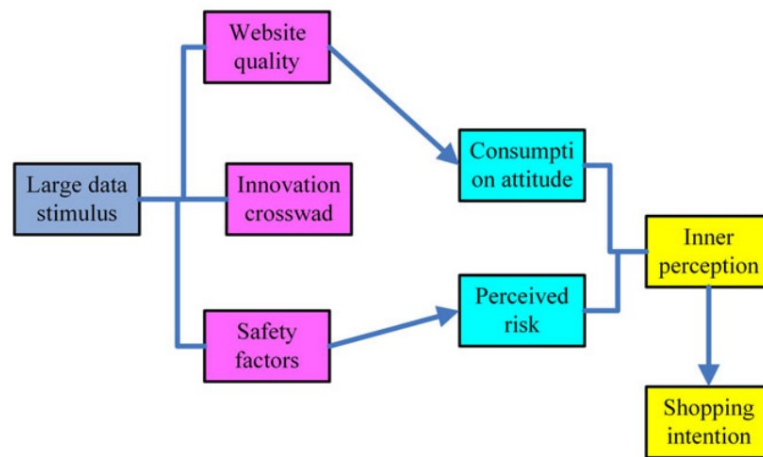 Website
quality
Large data
stimulus
Innovation
crosswad
Safety
factors
Consumpti
on attitude
Perceived
risk
Inner
perception
Shopping
intention